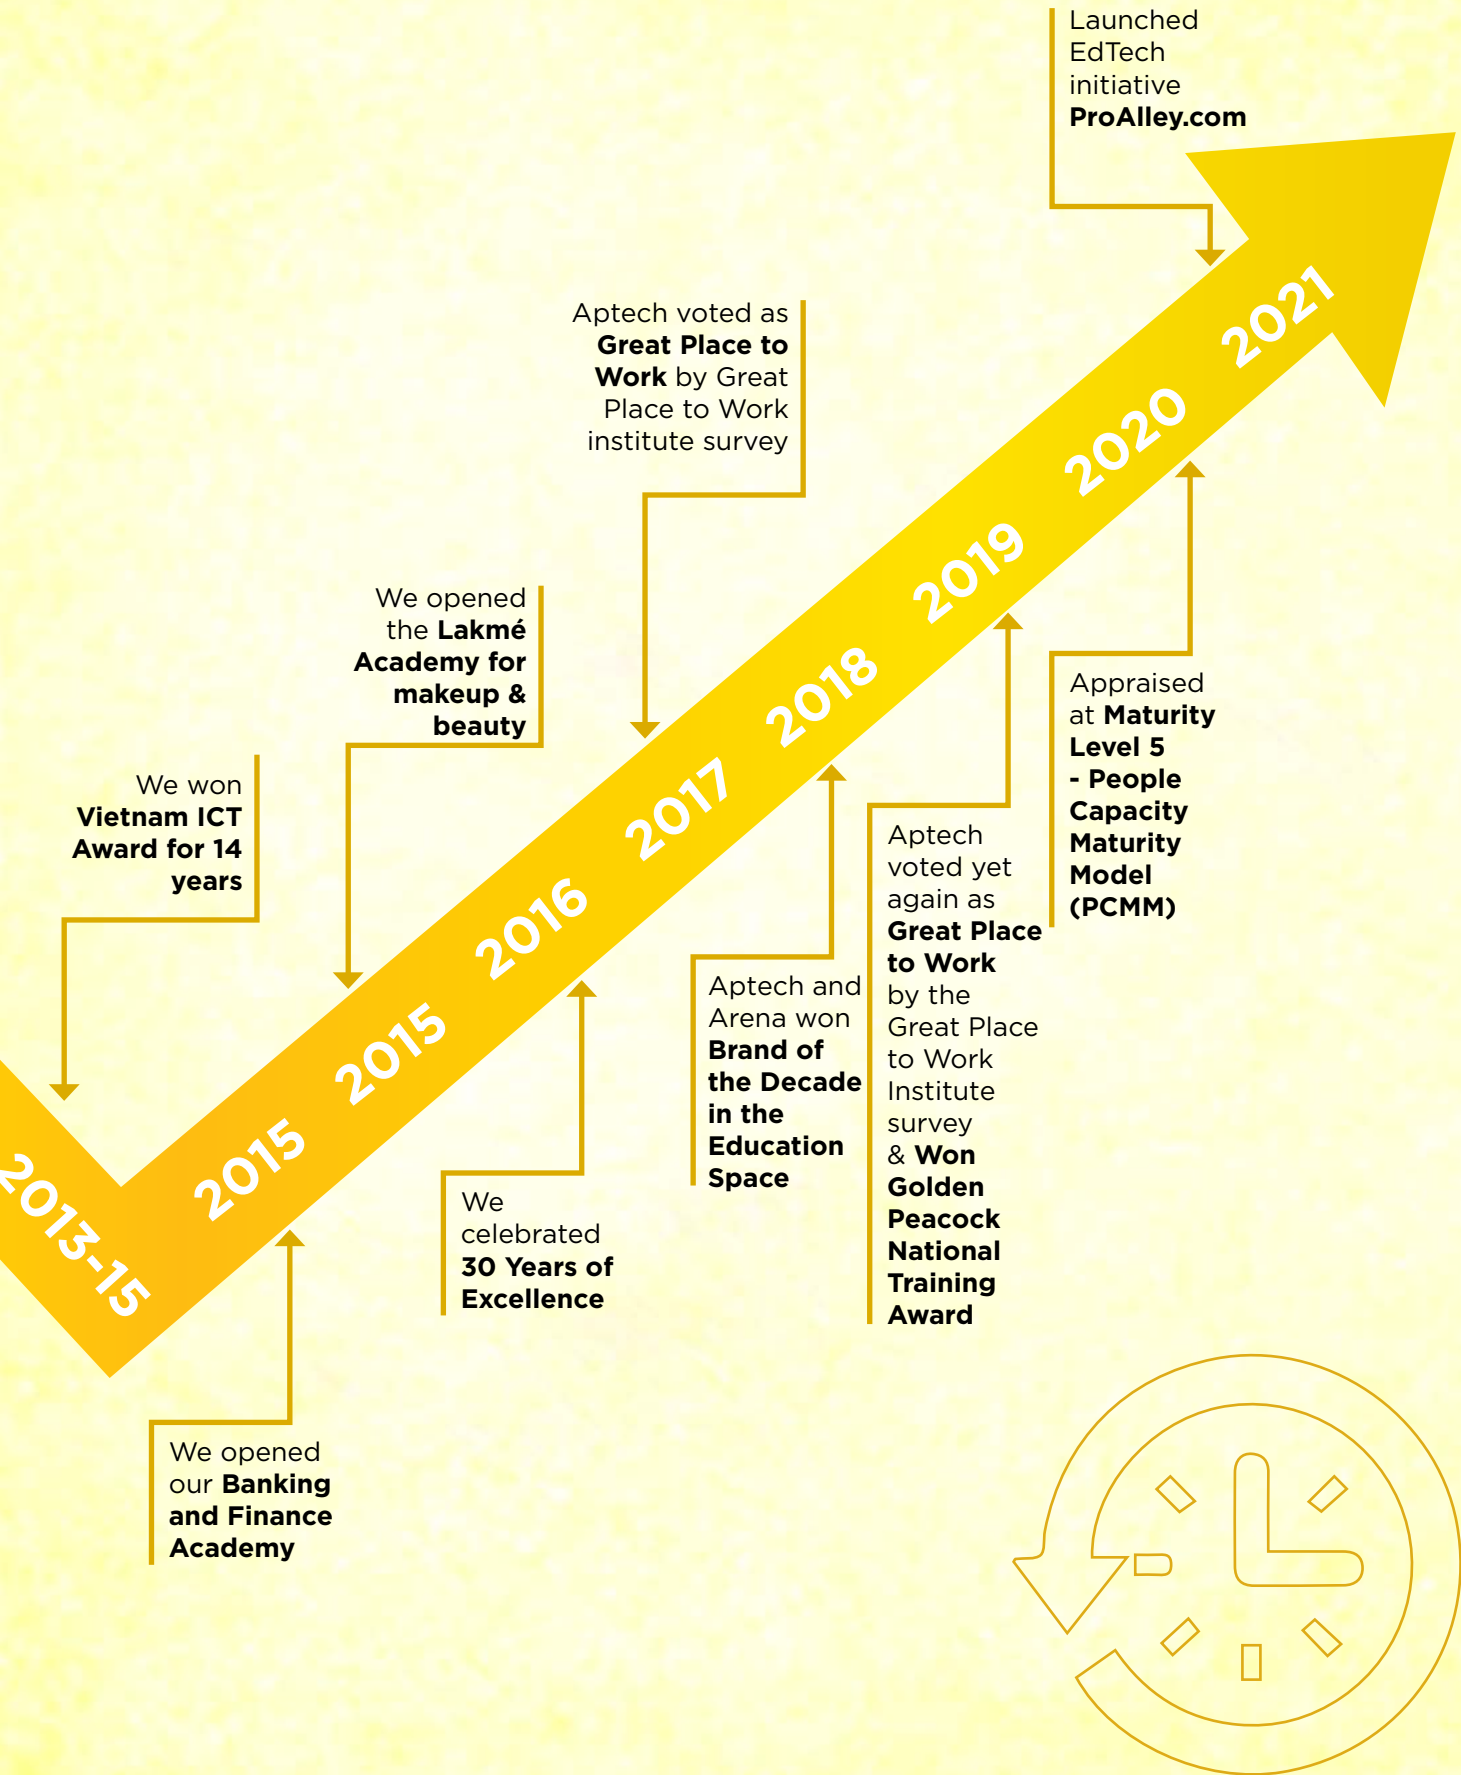 Launched
EdTech
initiative
ProAlley.com
2021
Aptech voted as
Great Place to
Work by Great
Place to Work
institute survey
2020
2019
We opened
the Lakmé
Academy for
makeup &
beauty
2018
Appraised
at Maturity
Level 5
- People
Capacity
Maturity
Model
(PCMM)
We won
Vietnam ICT
Award for 14
years
2017
Aptech
voted yet
again as
Great Place
to Work
by the
Great Place
to Work
Institute
survey
& Won
Golden
Peacock
National
Training
Award
2016
Aptech and
Arena won
Brand of
the Decade
in the
Education
Space
2015
2015
2013-15
We
celebrated
30 Years of
Excellence
We opened
our Banking
and Finance
Academy